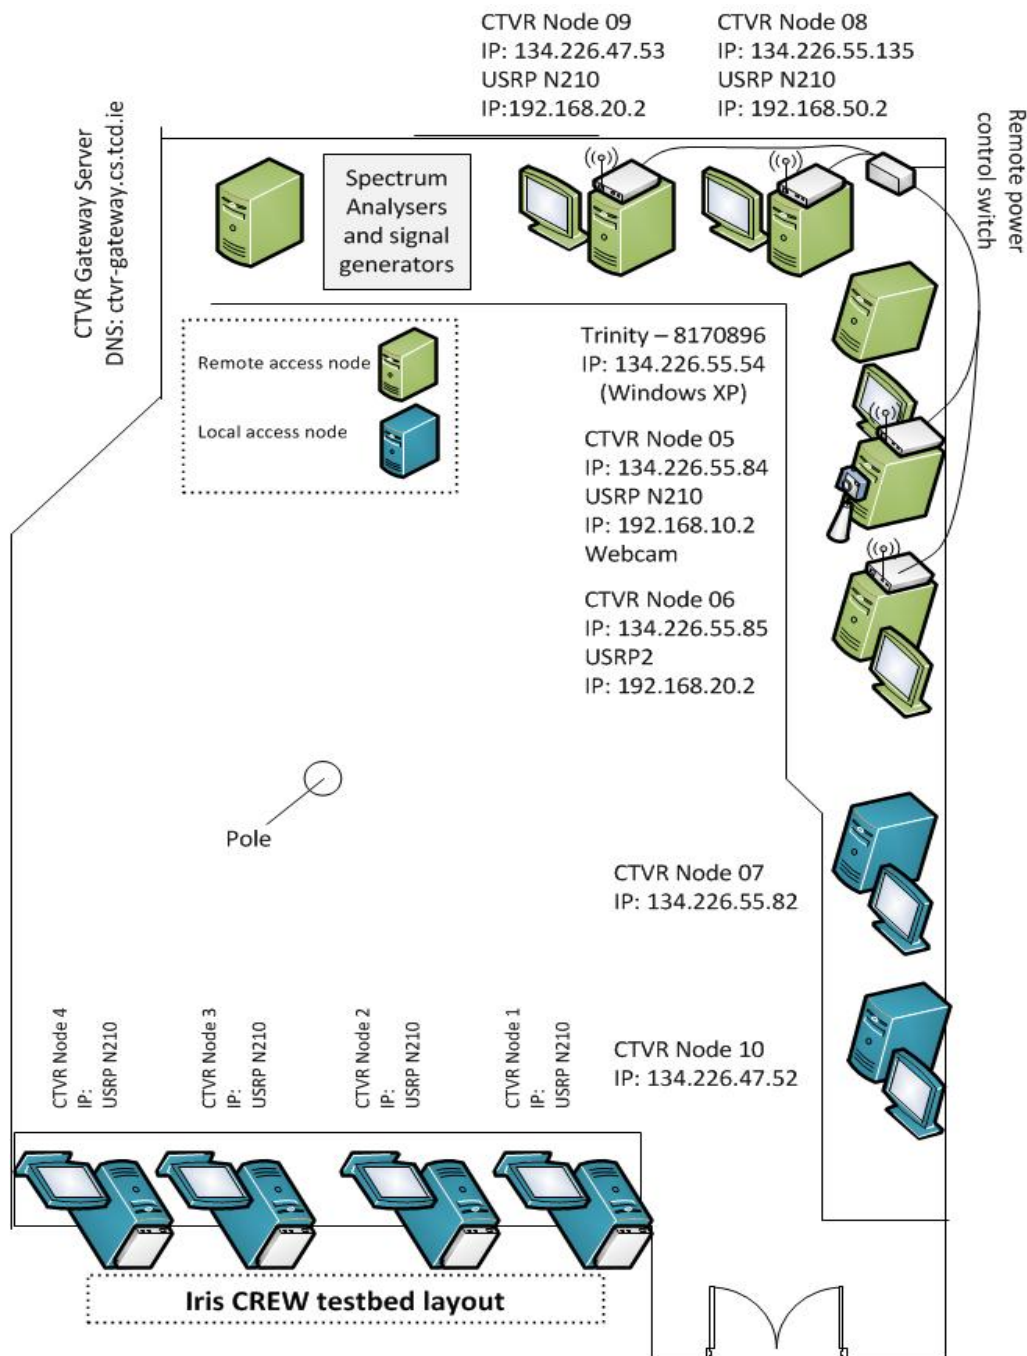 CTVR Node 09
IP: 134.226.47.53
USRP N210
IP:192.168.20.2
CTVR Node 08
IP: 134.226.55.135
USRP N210
IP: 192.168.50.2
Remote power
control switch
CTVR Gateway Server
DNS: ctvr-gateway.cs.tcd.ie
Spectrum
Analysers
and signal
generators
Remote access node
Local access node
Trinity – 8170896
IP: 134.226.55.54
(Windows XP)
CTVR Node 05
IP: 134.226.55.84
USRP N210
IP: 192.168.10.2
Webcam
CTVR Node 06
IP: 134.226.55.85
USRP2
IP: 192.168.20.2
Pole
CTVR Node 07
IP: 134.226.55.82
CTVR Node 10
IP: 134.226.47.52
CTVR Node 4
IP:
USRP N210
CTVR Node 3
IP:
USRP N210
CTVR Node 2
IP:
USRP N210
CTVR Node 1
IP:
USRP N210
Iris CREW testbed layout